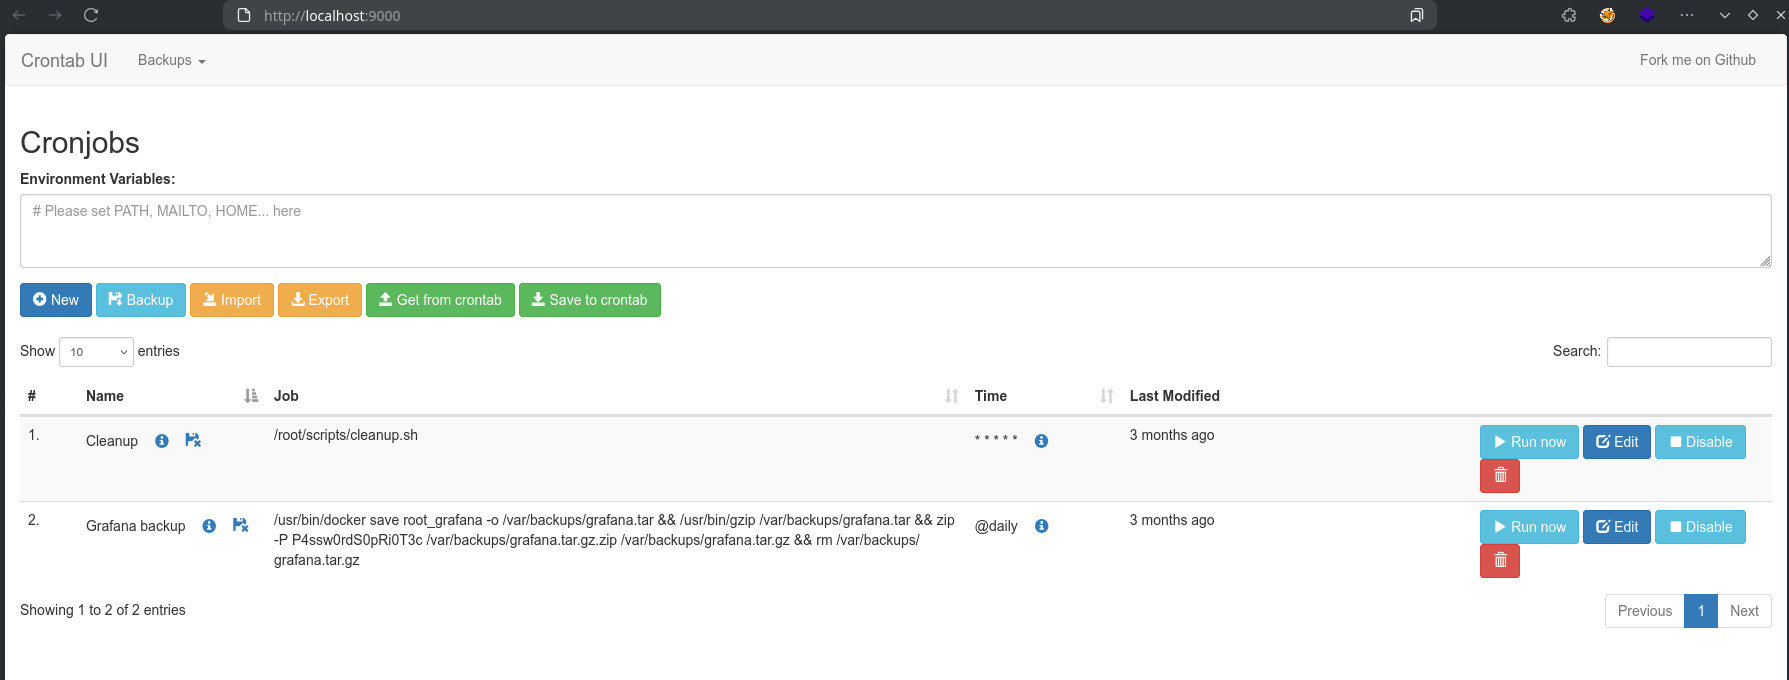 http://localhost:9000
Crontab UI
Backups
Fork me on Github
Cronjobs
Environment Variables:
# Please set PATH, MAILTO, HOME... here
New Backup Import Export Get from crontab Save to crontab
Show 10 entries
Search:
# Name Job Time Last Modified
1. Cleanup /root/scripts/cleanup.sh * * * * * 3 months ago Run now Edit Disable
2. Grafana backup /usr/bin/docker save root_grafana -o /var/backups/grafana.tar && /usr/bin/gzip /var/backups/grafana.tar && zip
-P P4ssw0rdS0pRi0T3c /var/backups/grafana.tar.gz.zip /var/backups/grafana.tar.gz && rm /var/backups/
grafana.tar.gz
@daily 3 months ago Run now Edit Disable
Showing 1 to 2 of 2 entries
Previous 1 Next